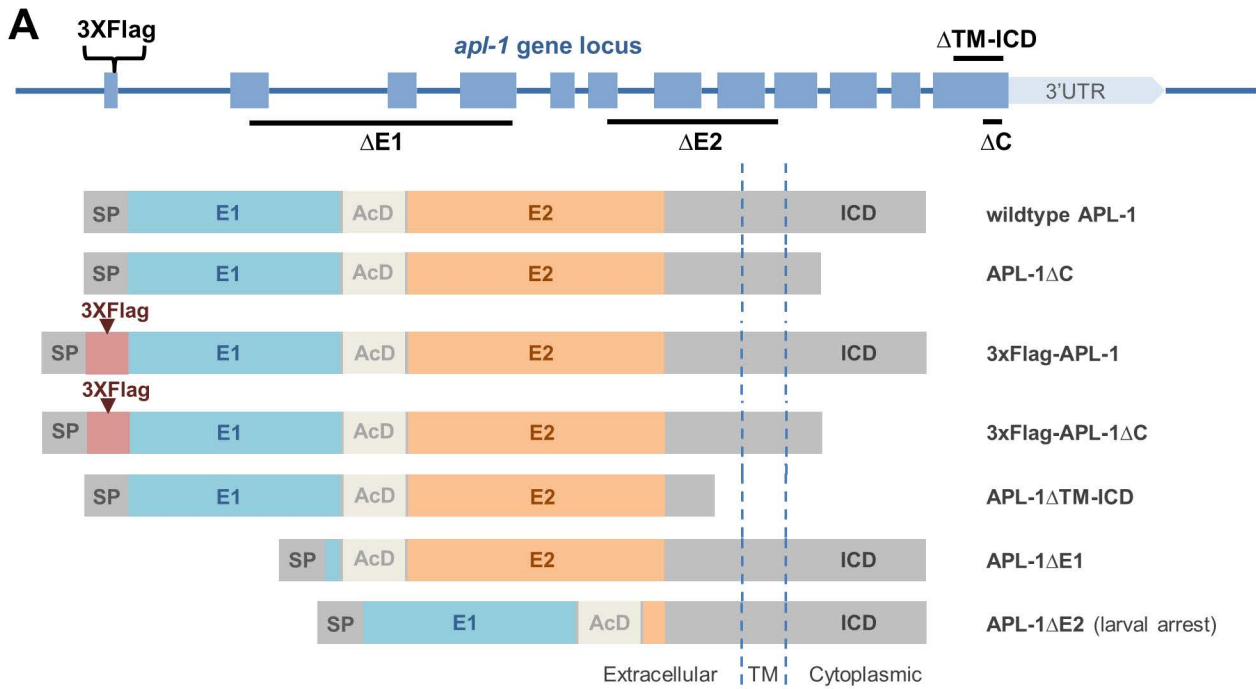 A
3XFlag
apl-1 gene locus
ΔTM-ICD
3'UTR
ΔE1
ΔE2
ΔC
SP E1 AcD E2 ICD wildtype APL-1
SP E1 AcD E2 APL-1ΔC
3XFlag
SP E1 AcD E2 ICD 3xFlag-APL-1
3XFlag
SP E1 AcD E2 3xFlag-APL-1ΔC
SP E1 AcD E2 APL-1ΔTM-ICD
SP AcD E2 ICD APL-1ΔE1
SP E1 AcD ICD APL-1ΔE2 (larval arrest)
Extracellular TM Cytoplasmic